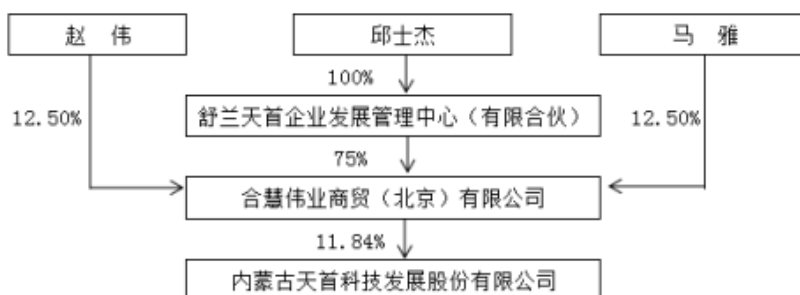 赵 伟
邱士杰
马 雅
100%
12.50%
舒兰天首企业发展管理中心（有限合伙）
12.50%
75%
合慧伟业商贸（北京）有限公司
11.84%
内蒙古天首科技发展股份有限公司